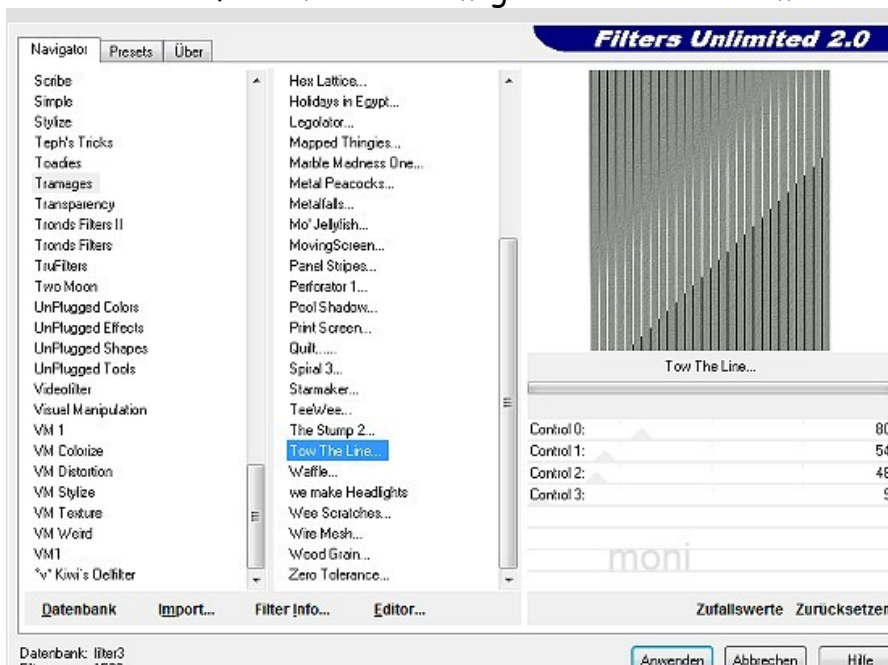 Filters Unlimited 2.0
Navigator Presets Über
Scribe
Simple
Stylize
Teph's Tricks
Toadies
Tramages
Transparency
Tronds Filters II
Tronds Filters
TruFilters
Two Moon
UnPlugged Colors
UnPlugged Effects
UnPlugged Shapes
UnPlugged Tools
Videofilter
Visual Manipulation
VM 1
VM Colorize
VM Distortion
VM Stylize
VM Texture
VM Weird
VM1
"v" Kiwi's Oelfilter
Hex Lattice...
Holidays in Egypt...
Legolator...
Mapped Thingies...
Marble Madness One...
Metal Peacocks...
Metalfalls...
Mo' Jellyfish...
MovingScreen...
Panel Stripes...
Perforator 1...
Pool Shadow...
Print Screen...
Quilt......
Spiral 3...
Starmaker...
TeeWee...
The Stump 2...
Tow The Line...
Waffle...
we make Headlights
Wee Scratches...
Wire Mesh...
Wood Grain...
Zero Tolerance...
Tow The Line...
Control 0: 80
Control 1: 54
Control 2: 48
Control 3: 9
moni
Datenbank Import... Filter Info... Editor... Zufallswerte Zurücksetzen
Datenbank: filter3
Anwenden Abbrechen Hilfe